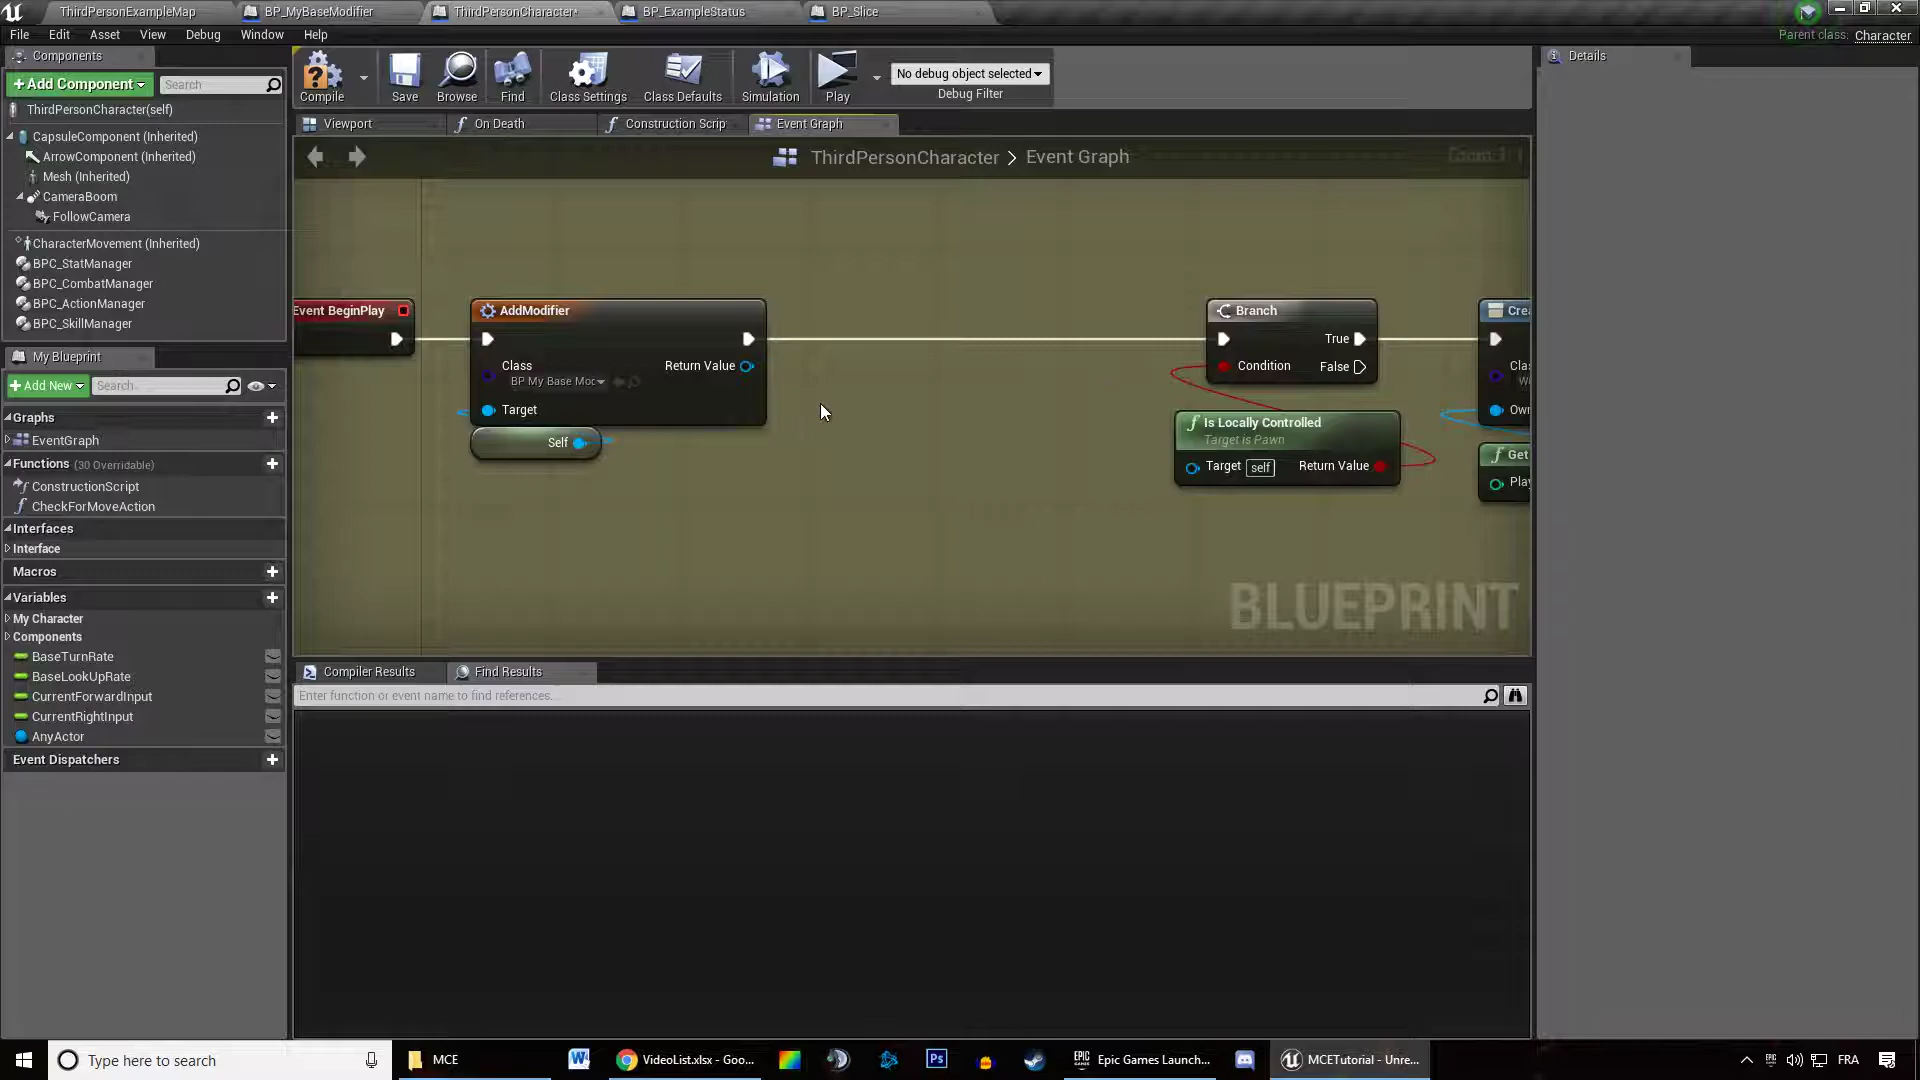 ThirdPersonExampleMap
BP_MyBaseModifier
ThirdPersonCharacter*
BP_ExampleStatus
BP_Slice
File Edit Asset View Debug Window Help
Parent class: Character
Components
+Add Component
Search
ThirdPersonCharacter(self)
CapsuleComponent (Inherited)
ArrowComponent (Inherited)
Mesh (Inherited)
CameraBoom
FollowCamera
CharacterMovement (Inherited)
BPC_StatManager
BPC_CombatManager
BPC_ActionManager
BPC_SkillManager
My Blueprint
+Add New
Search
Graphs
EventGraph
Functions (30 Overridable)
ConstructionScript
CheckForMoveAction
Interfaces
Interface
Macros
Variables
My Character
Components
BaseTurnRate
BaseLookUpRate
CurrentForwardInput
CurrentRightInput
AnyActor
Event Dispatchers
Compile Save Browse Find Class Settings Class Defaults Simulation Play
No debug object selected
Debug Filter
Viewport On Death Construction Scrip Event Graph
ThirdPersonCharacter > Event Graph
Event BeginPlay
AddModifier
Class
BP My Base Moc
Return Value
Target
Self
Branch
True
Condition
False
Is Locally Controlled
Target is Pawn
Target self Return Value
Crea
Clas
Own
Get
Play
BLUEPRINT
Compiler Results Find Results
Enter function or event name to find references...
Details
Type here to search
MCE
VideoList.xlsx - Goo...
Ps
Epic Games Launch...
MCETutorial - Unre...
FRA